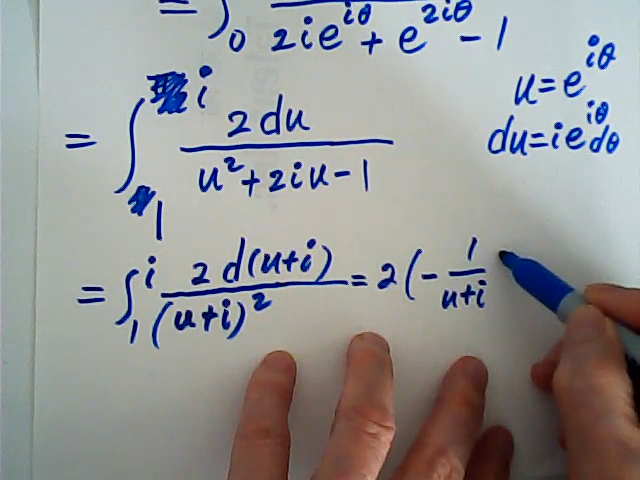 = ∫₀ 2ie^{iθ} + e^{2iθ} - 1
u = e^{iθ}
du = ie^{iθ}dθ
= ∫₁^i 2du / (u² + 2iu - 1)
= ∫₁^i 2d(u+i) / (u+i)² = 2(- 1/(u+i)